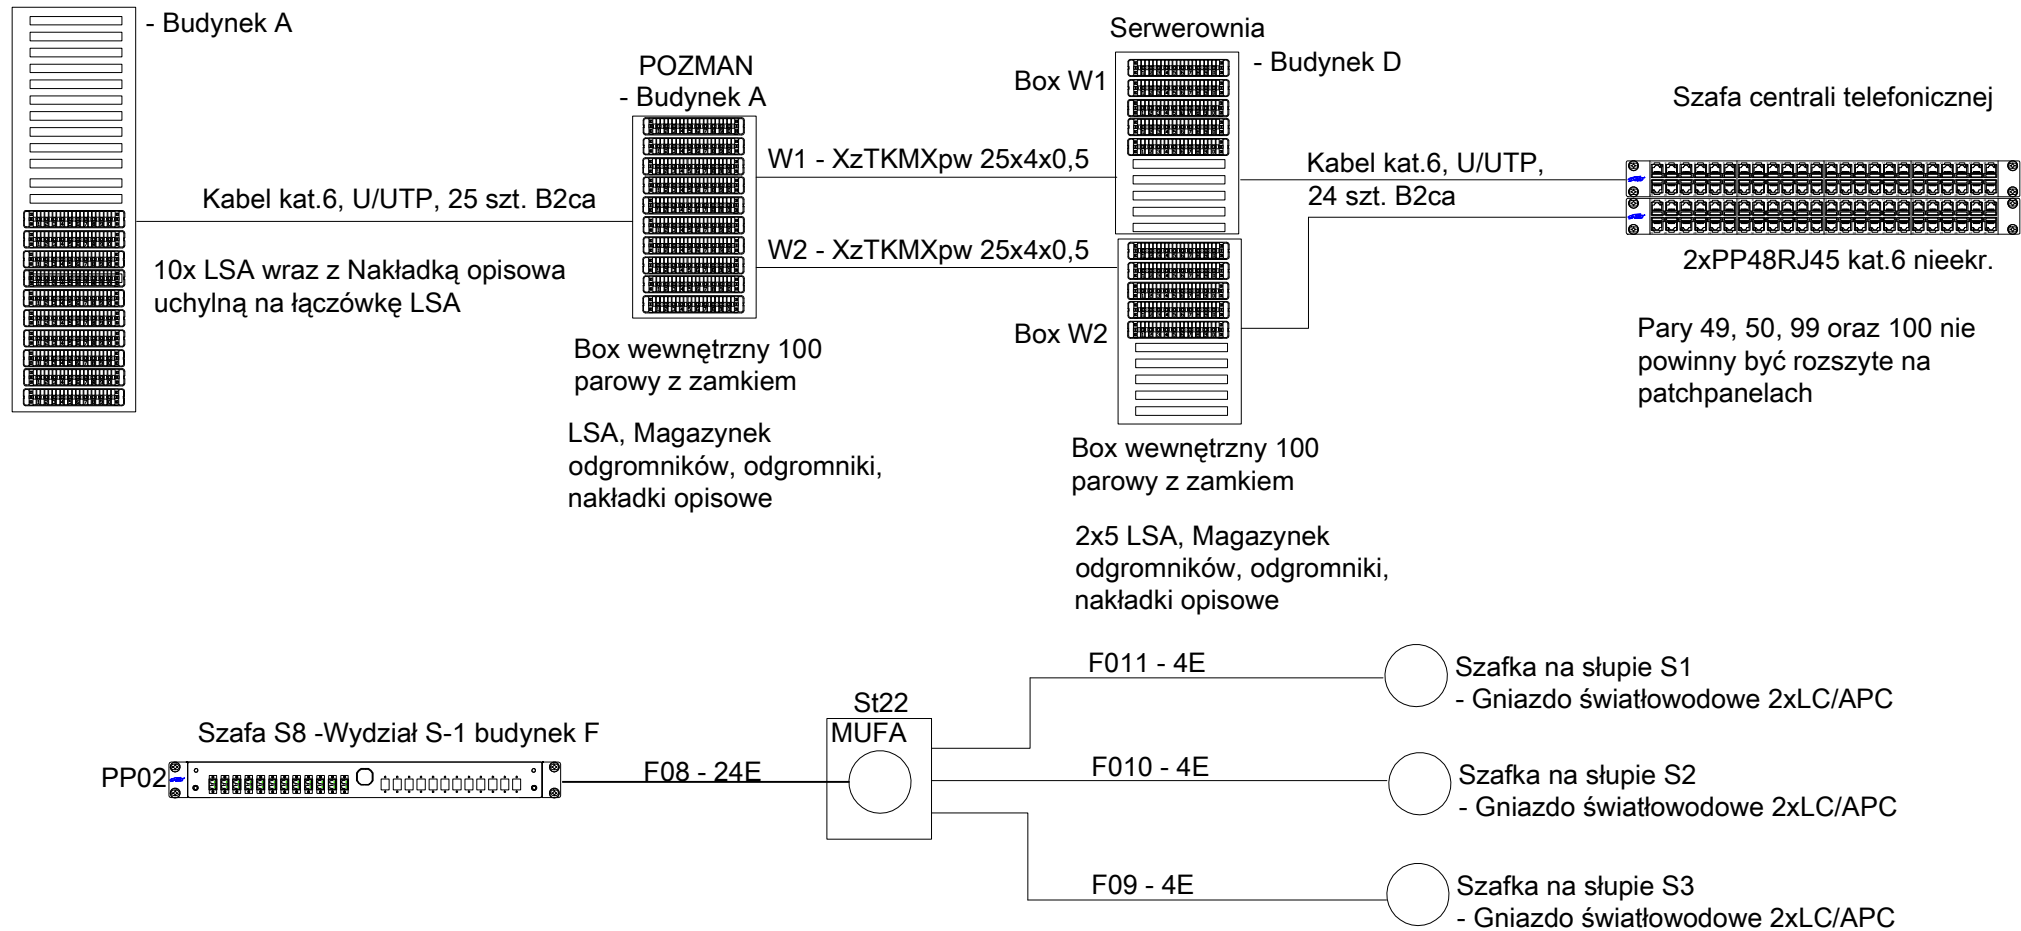 - Budynek A
POZMAN
- Budynek A
Serwerownia
Box W1
- Budynek D
Szafa centrali telefonicznej
W1 - XzTKMXpw 25x4x0,5
Kabel kat.6, U/UTP,
24 szt. B2ca
Kabel kat.6, U/UTP, 25 szt. B2ca
W2 - XzTKMXpw 25x4x0,5
2xPP48RJ45 kat.6 nieekr.
10x LSA wraz z Nakładką opisowa
uchylną na łączówkę LSA
Box W2
Pary 49, 50, 99 oraz 100 nie
powinny być rozszyte na
patchpanelach
Box wewnętrzny 100
parowy z zamkiem
LSA, Magazynek
odgromników, odgromniki,
nakładki opisowe
Box wewnętrzny 100
parowy z zamkiem
2x5 LSA, Magazynek
odgromników, odgromniki,
nakładki opisowe
F011 - 4E
Szafka na słupie S1
- Gniazdo światłowodowe 2xLC/APC
St22
MUFA
Szafa S8 -Wydział S-1 budynek F
PP02
F08 - 24E
F010 - 4E
Szafka na słupie S2
- Gniazdo światłowodowe 2xLC/APC
F09 - 4E
Szafka na słupie S3
- Gniazdo światłowodowe 2xLC/APC